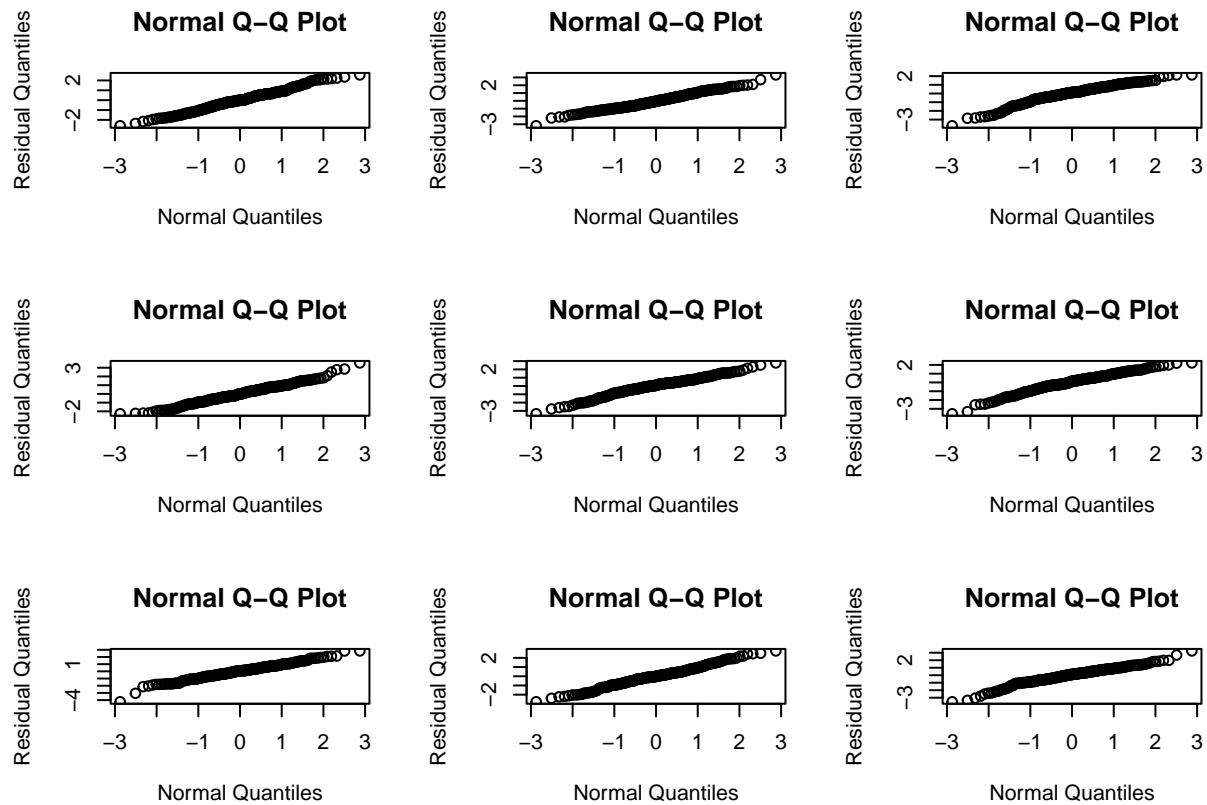 Normal Q−Q Plot
Residual Quantiles
2
−2
−3 −1 0 1 2 3
Normal Quantiles
Normal Q−Q Plot
Residual Quantiles
2
−3
−3 −1 0 1 2 3
Normal Quantiles
Normal Q−Q Plot
Residual Quantiles
2
−3
−3 −1 0 1 2 3
Normal Quantiles
Normal Q−Q Plot
Residual Quantiles
3
−2
−3 −1 0 1 2 3
Normal Quantiles
Normal Q−Q Plot
Residual Quantiles
2
−3
−3 −1 0 1 2 3
Normal Quantiles
Normal Q−Q Plot
Residual Quantiles
2
−3
−3 −1 0 1 2 3
Normal Quantiles
Normal Q−Q Plot
Residual Quantiles
1
−4
−3 −1 0 1 2 3
Normal Quantiles
Normal Q−Q Plot
Residual Quantiles
2
−2
−3 −1 0 1 2 3
Normal Quantiles
Normal Q−Q Plot
Residual Quantiles
2
−3
−3 −1 0 1 2 3
Normal Quantiles